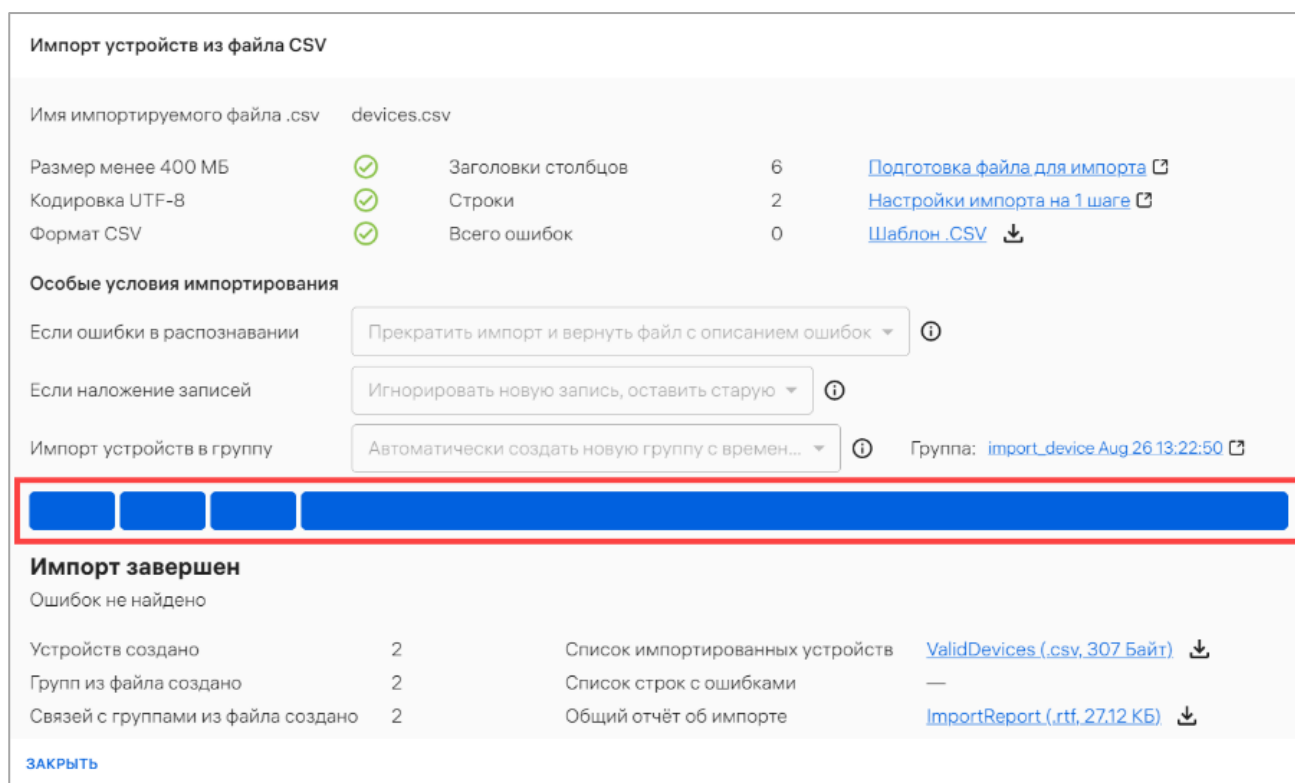 Импорт устройств из файла CSV
Имя импортируемого файла .csv devices.csv
Размер менее 400 МБ Заголовки столбцов 6 Подготовка файла для импорта
Кодировка UTF-8 Строки 2 Настройки импорта на 1 шаге
Формат CSV Всего ошибок 0 Шаблон .CSV
Особые условия импортирования
Если ошибки в распознавании Прекратить импорт и вернуть файл с описанием ошибок
Если наложение записей Игнорировать новую запись, оставить старую
Импорт устройств в группу Автоматически создать новую группу с времен... Группа: import_device Aug 26 13:22:50
Импорт завершен
Ошибок не найдено
Устройств создано 2 Список импортированных устройств ValidDevices (.csv, 307 Байт)
Групп из файла создано 2 Список строк с ошибками —
Связей с группами из файла создано 2 Общий отчёт об импорте ImportReport (.rtf, 27,12 КБ)
ЗАКРЫТЬ